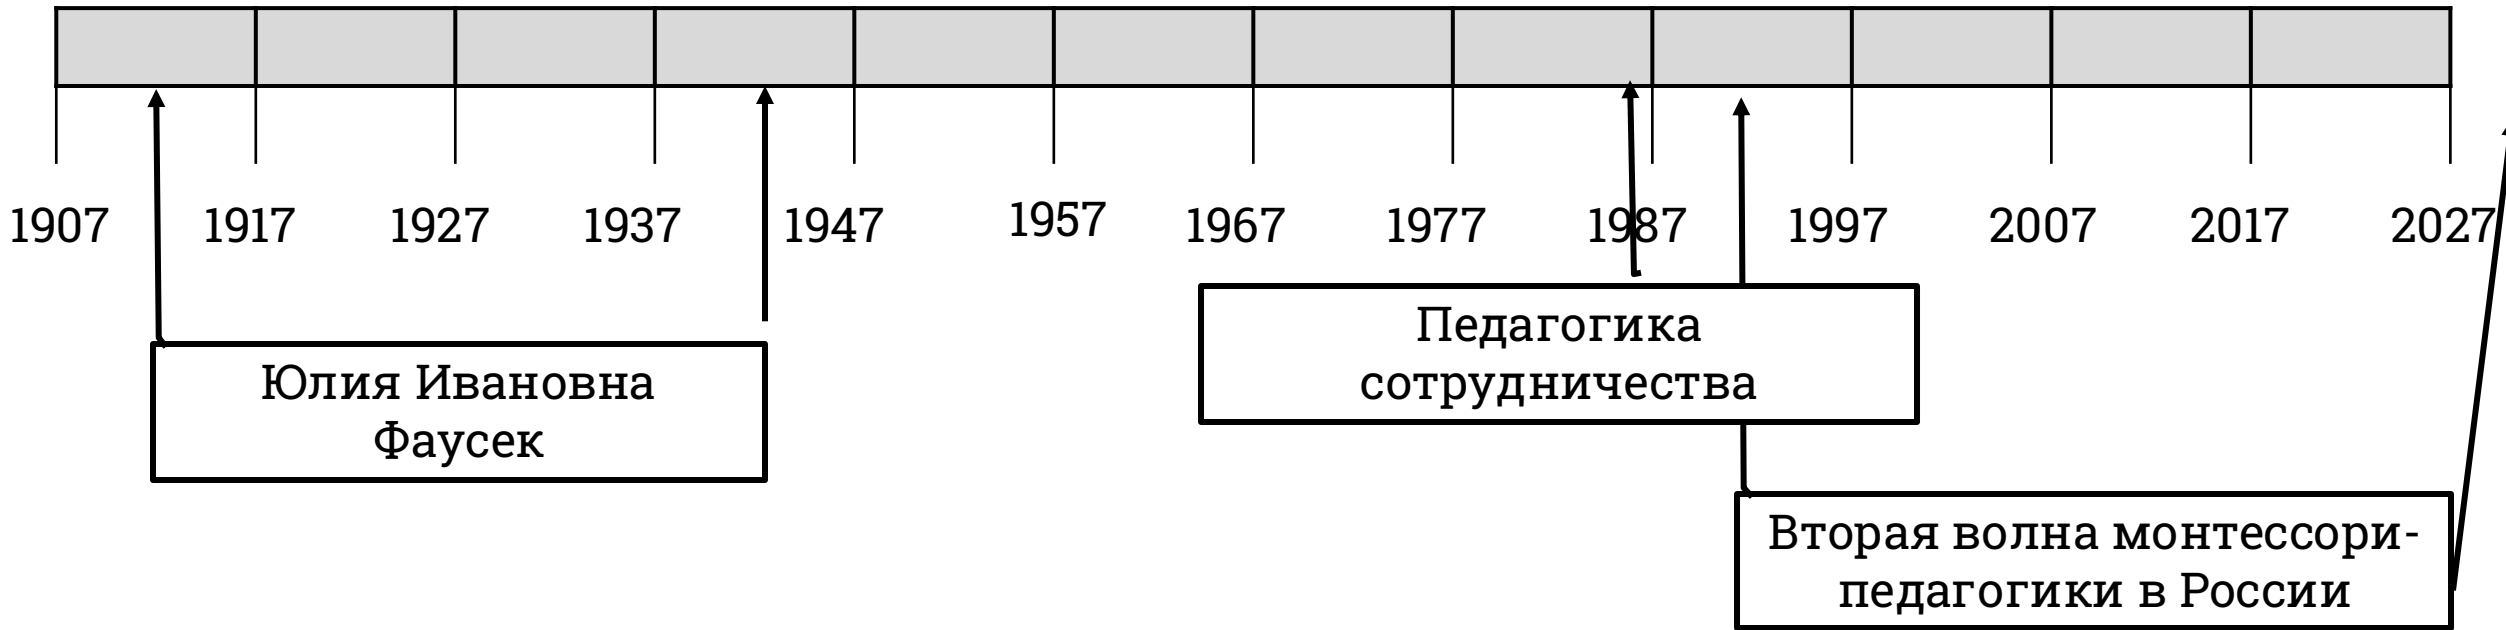 1907 1917 1927 1937 1947 1957 1967 1977 1987 1997 2007 2017 2027
Юлия Ивановна
Фаусек
Педагогика
сотрудничества
Вторая волна монтессори-
педагогики в России